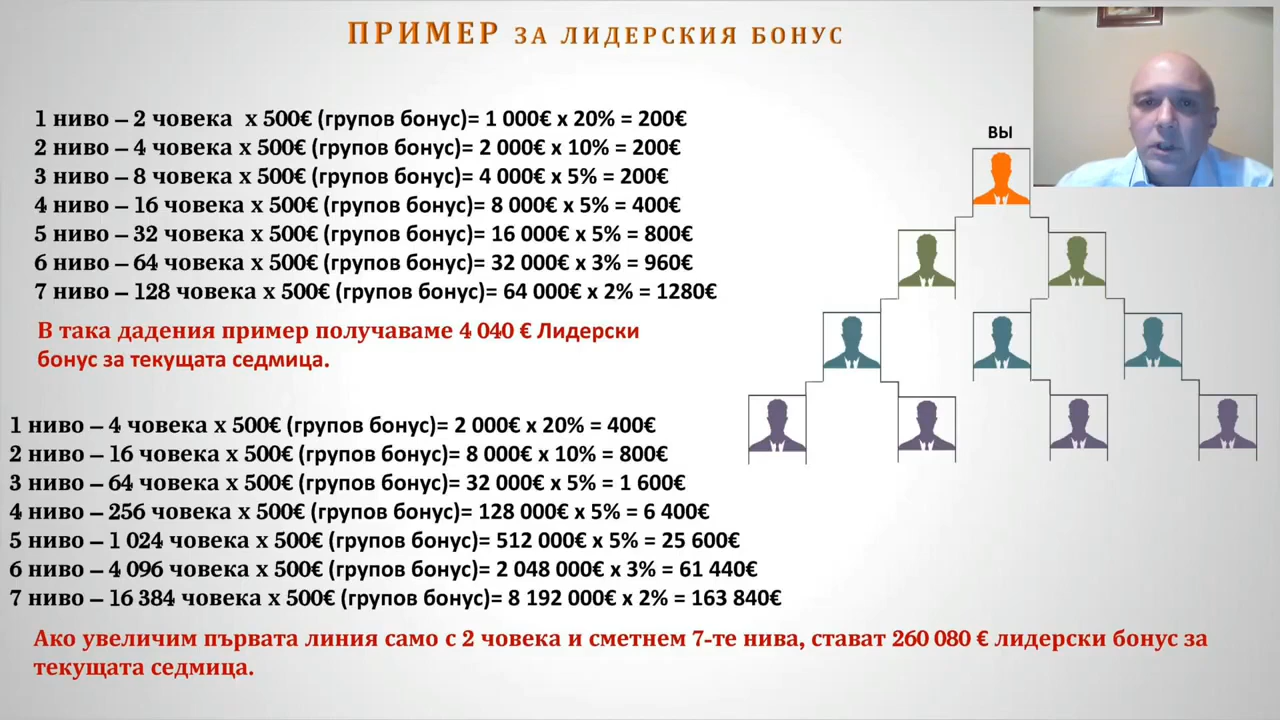 ПРИМЕР ЗА ЛИДЕРСКИЯ БОНУС
1 ниво – 2 човека x 500€ (групов бонус)= 1 000€ x 20% = 200€
2 ниво – 4 човека x 500€ (групов бонус)= 2 000€ x 10% = 200€
3 ниво – 8 човека x 500€ (групов бонус)= 4 000€ x 5% = 200€
4 ниво – 16 човека x 500€ (групов бонус)= 8 000€ x 5% = 400€
5 ниво – 32 човека x 500€ (групов бонус)= 16 000€ x 5% = 800€
6 ниво – 64 човека x 500€ (групов бонус)= 32 000€ x 3% = 960€
7 ниво – 128 човека x 500€ (групов бонус)= 64 000€ x 2% = 1280€
В така дадения пример получаваме 4 040 € Лидерски
бонус за текущата седмица.
ВЫ
1 ниво – 4 човека x 500€ (групов бонус)= 2 000€ x 20% = 400€
2 ниво – 16 човека x 500€ (групов бонус)= 8 000€ x 10% = 800€
3 ниво – 64 човека x 500€ (групов бонус)= 32 000€ x 5% = 1 600€
4 ниво – 256 човека x 500€ (групов бонус)= 128 000€ x 5% = 6 400€
5 ниво – 1 024 човека x 500€ (групов бонус)= 512 000€ x 5% = 25 600€
6 ниво – 4 096 човека x 500€ (групов бонус)= 2 048 000€ x 3% = 61 440€
7 ниво – 16 384 човека x 500€ (групов бонус)= 8 192 000€ x 2% = 163 840€
Ако увеличим първата линия само с 2 човека и сметнем 7-те нива, стават 260 080 € лидерски бонус за
текущата седмица.